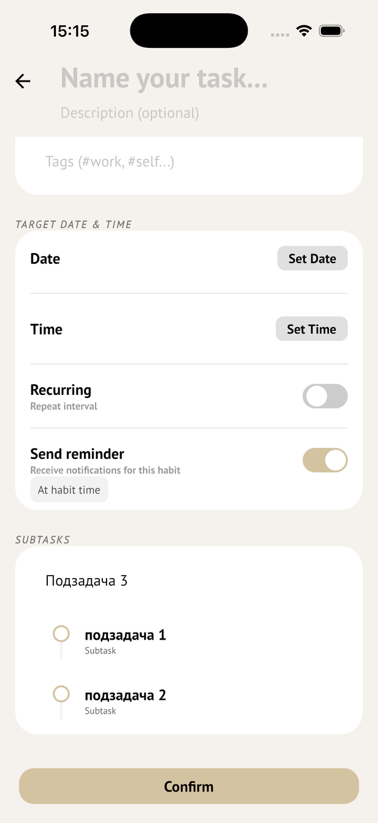 15:15
Name your task...
Description (optional)
Tags (#work, #self...)
TARGET DATE & TIME
Date
Set Date
Time
Set Time
Recurring
Repeat interval
Send reminder
Receive notifications for this habit
At habit time
SUBTASKS
Подзадача 3
подзадача 1
Subtask
подзадача 2
Subtask
Confirm